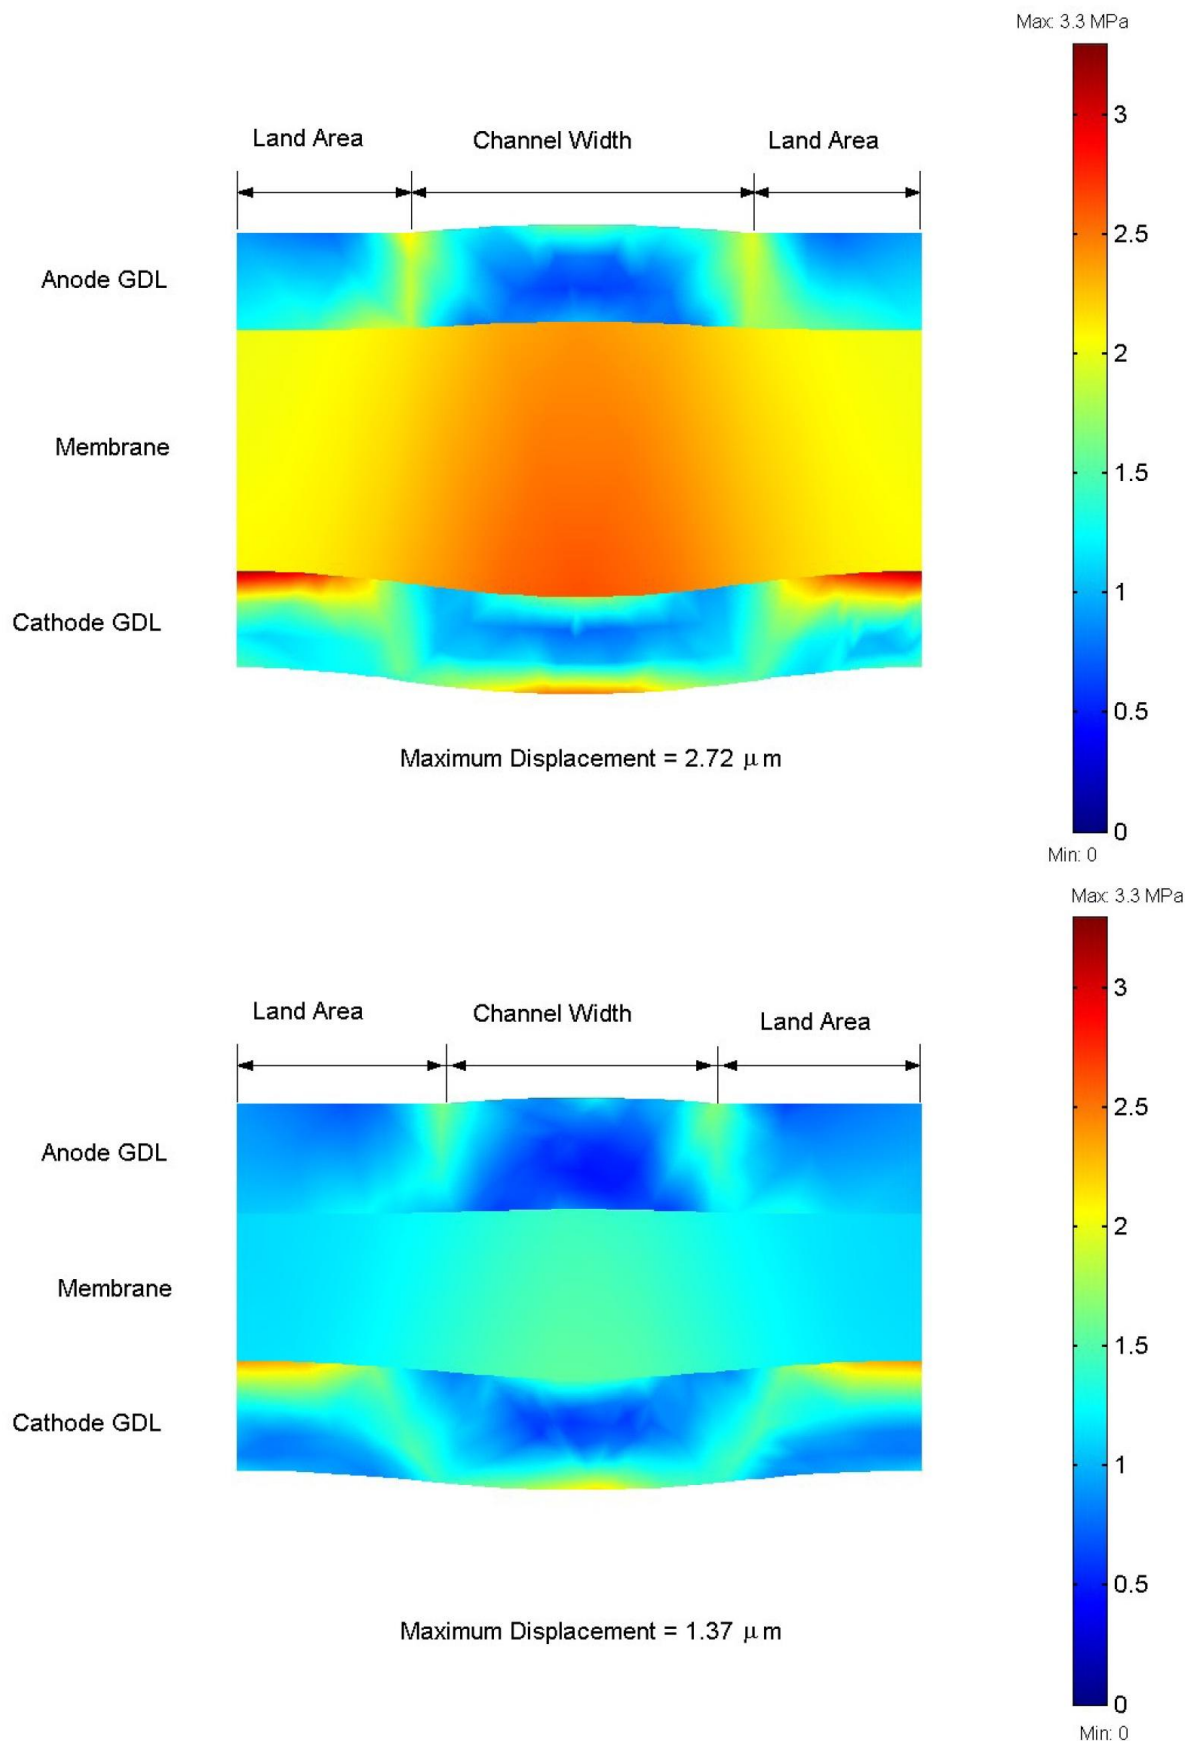 Max: 3.3 MPa
Land Area Channel Width Land Area
3
2.5
Anode GDL
2
Membrane
1.5
1
Cathode GDL
0.5
Maximum Displacement = 2.72 μm
0
Min: 0
Max: 3.3 MPa
3
Land Area Channel Width Land Area
2.5
Anode GDL
2
Membrane
1.5
Cathode GDL
1
0.5
Maximum Displacement = 1.37 μm
0
Min: 0